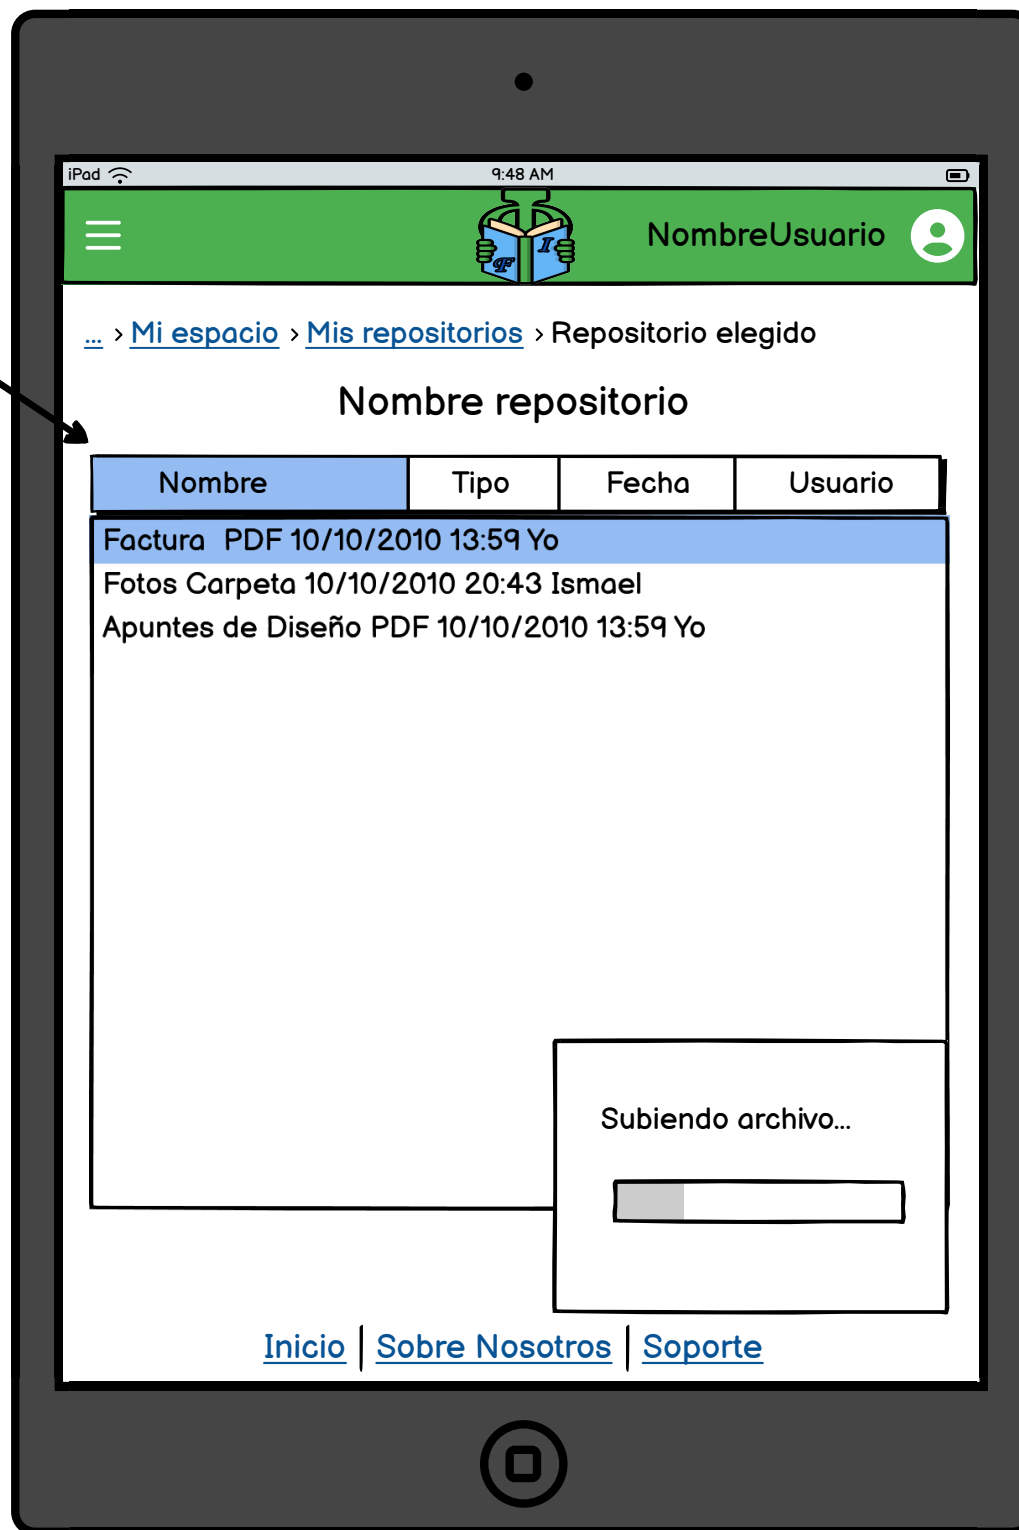 iPad 9:48 AM
NombreUsuario
F I
... > Mi espacio > Mis repositorios > Repositorio elegido
Nombre repositorio
Nombre Tipo Fecha Usuario
Factura PDF 10/10/2010 13:59 Yo
Fotos Carpeta 10/10/2010 20:43 Ismael
Apuntes de Diseño PDF 10/10/2010 13:59 Yo
Subiendo archivo...
Inicio | Sobre Nosotros | Soporte